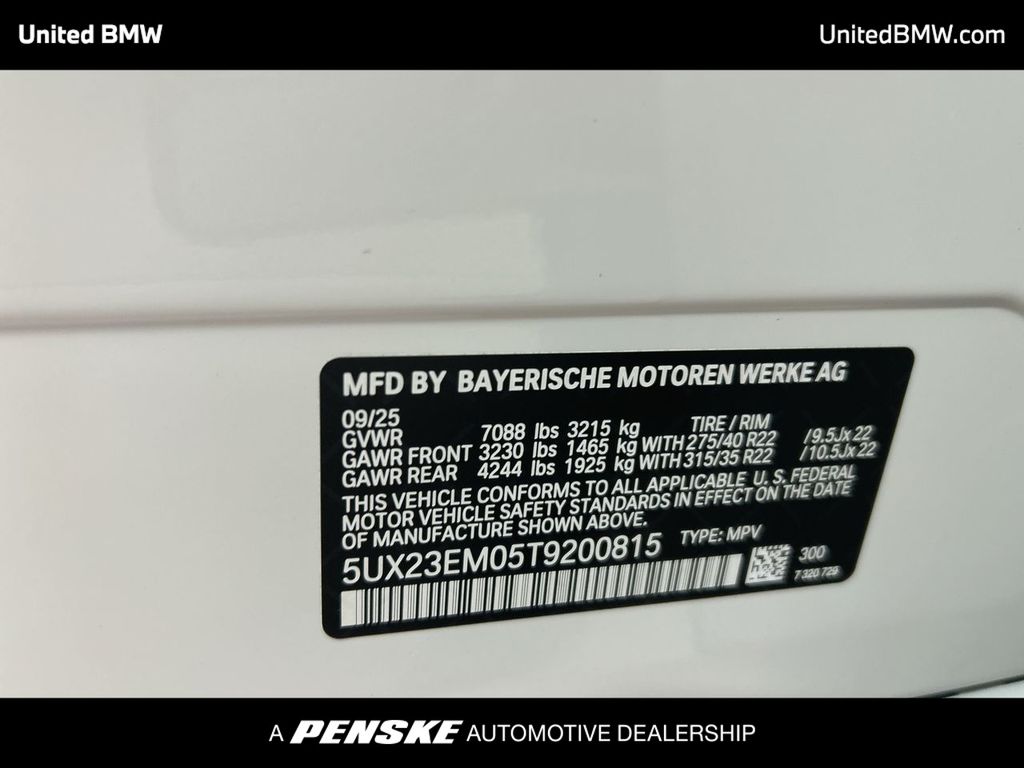 United BMW
UnitedBMW.com
MFD BY BAYERISCHE MOTOREN WERKE AG
09/25 TIRE / RIM
GVWR 7088 lbs 3215 kg
GAWR FRONT 3230 lbs 1465 kg WITH 275/40 R22 /9.5Jx22
GAWR REAR 4244 lbs 1925 kg WITH 315/35 R22 /10.5Jx22
THIS VEHICLE CONFORMS TO ALL APPLICABLE U. S. FEDERAL
MOTOR VEHICLE SAFETY STANDARDS IN EFFECT ON THE DATE
OF MANUFACTURE SHOWN ABOVE.
5UX23EM05T9200815 TYPE: MPV
300
7 320 729
A PENSKE AUTOMOTIVE DEALERSHIP